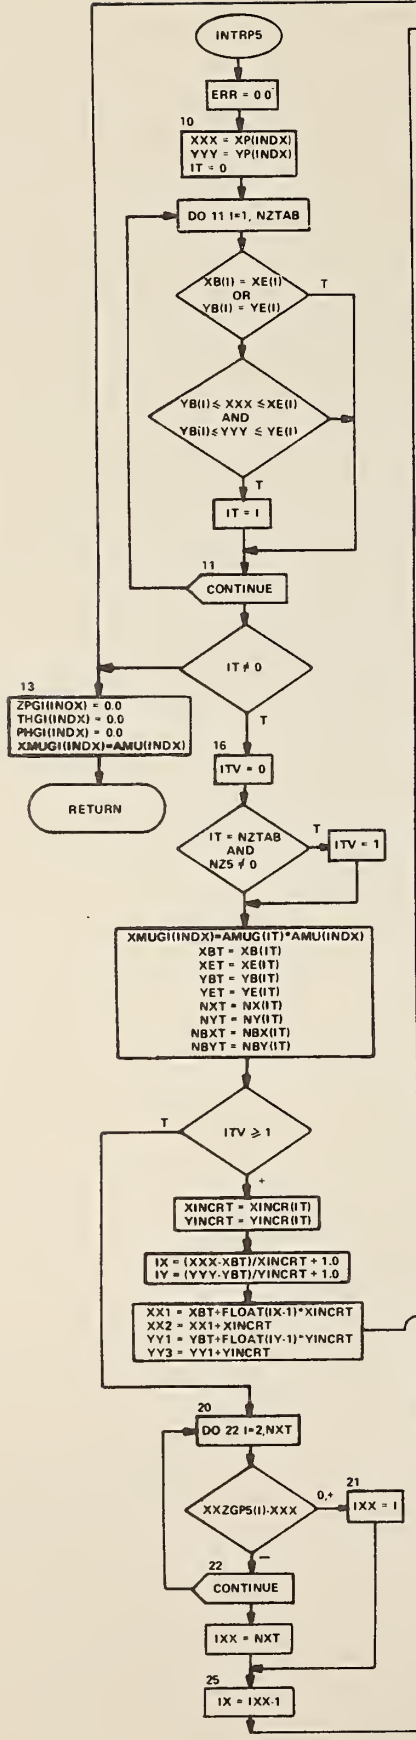 INTRP5
ERR = 0.0
10
XXX = XP(INDX)
YYY = YP(INDX)
IT = 0
DO 11 I=1, NZTAB
XB(I) = XE(I)
OR
YB(I) = YE(I)
T
YB(I)≤ XXX ≤XE(I)
AND
YB(I)≤YYY ≤ YE(I)
T
IT = I
11
CONTINUE
IT ≠ 0
T
13
ZPGI(INDX) = 0.0
THGI(INDX) = 0.0
PHGI(INDX) = 0.0
XMUGI(INDX)=AMU(INDX)
RETURN
16
ITV = 0
IT = NZTAB
AND
NZ5 ≠ 0
T
ITV = 1
XMUGI(INDX)=AMUG(IT)*AMU(INDX)
XBT = XB(IT)
XET = XE(IT)
YBT = YB(IT)
YET = YE(IT)
NXT = NX(IT)
NYT = NY(IT)
NBXT = NBX(IT)
NBYT = NBY(IT)
T
ITV ≥ 1
+
XINCRT = XINCR(IT)
YINCRT = YINCR(IT)
IX = (XXX-XBT)/XINCRT + 1.0
IY = (YYY-YBT)/YINCRT + 1.0
XX1 = XBT+FLOAT(IX-1)*XINCRT
XX2 = XX1+XINCRT
YY1 = YBT+FLOAT(IY-1)*YINCRT
YY3 = YY1+YINCRT
20
DO 22 I=2,NXT
XXZGP5(I)-XXX
0,+
21
IXX = I
−
22
CONTINUE
IXX = NXT
25
IX = IXX-1